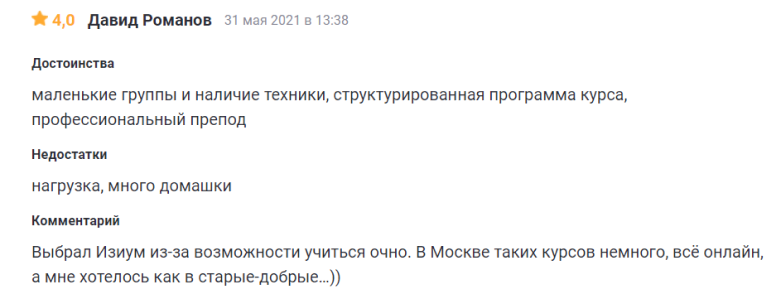 4,0 Давид Романов 31 мая 2021 в 13:38
Достоинства
маленькие группы и наличие техники, структурированная программа курса,
профессиональный препод
Недостатки
нагрузка, много домашки
Комментарий
Выбрал Изиум из-за возможности учиться очно. В Москве таких курсов немного, всё онлайн,
а мне хотелось как в старые-добрые…))